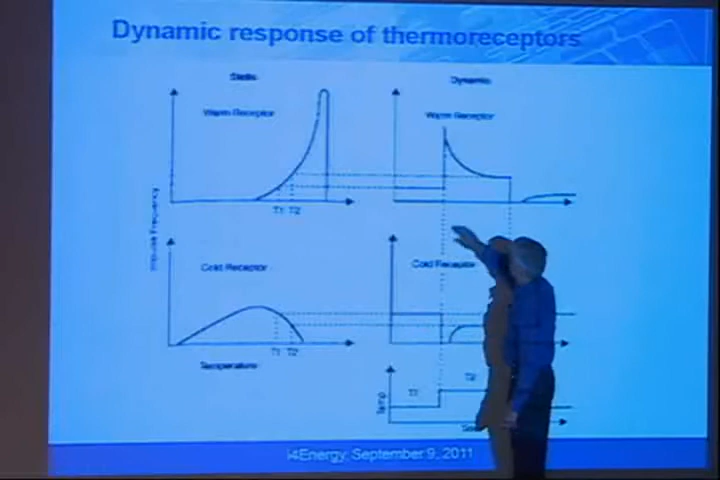 Dynamic response of thermoreceptors
Static
Dynamic
Warm Receptor
Warm Receptor
T1 T2
Impulse Frequency
Cold Receptor
Cold Receptor
T1 T2
Temperature
Temp
T1
T2
i4Energy: September 9, 2011